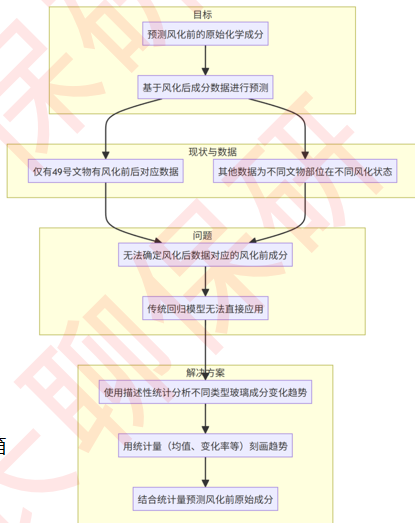 目标
预测风化前的原始化学成分
基于风化后成分数据进行预测
现状与数据
仅有49号文物有风化前后对应数据
其他数据为不同文物部位在不同风化状态
问题
无法确定风化后数据对应的风化前成分
传统回归模型无法直接应用
解决方案
使用描述性统计分析不同类型玻璃成分变化趋势
用统计量（均值、变化率等）刻画趋势
结合统计量预测风化前原始成分
聊保研